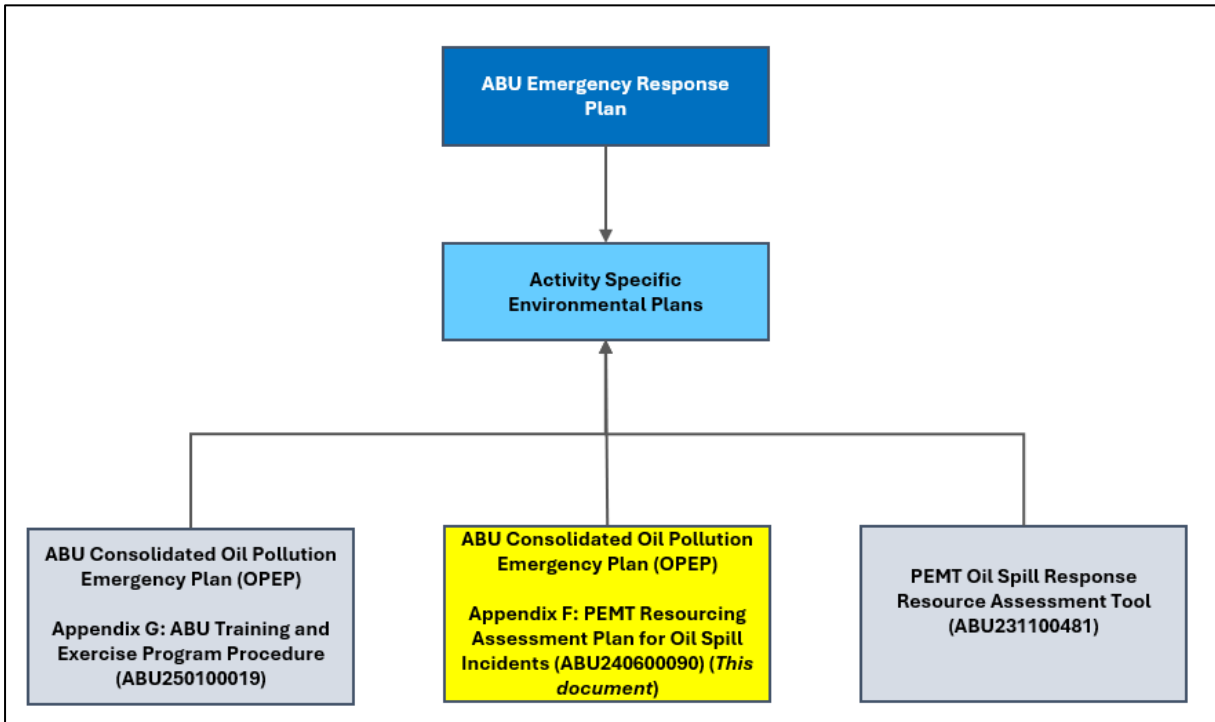 ABU Emergency Response
Plan
Activity Specific
Environmental Plans
ABU Consolidated Oil Pollution
Emergency Plan (OPEP)
Appendix G: ABU Training and
Exercise Program Procedure
(ABU250100019)
ABU Consolidated Oil Pollution
Emergency Plan (OPEP)
Appendix F: PEMT Resourcing
Assessment Plan for Oil Spill
Incidents (ABU240600090) (This
document)
PEMT Oil Spill Response
Resource Assessment Tool
(ABU231100481)